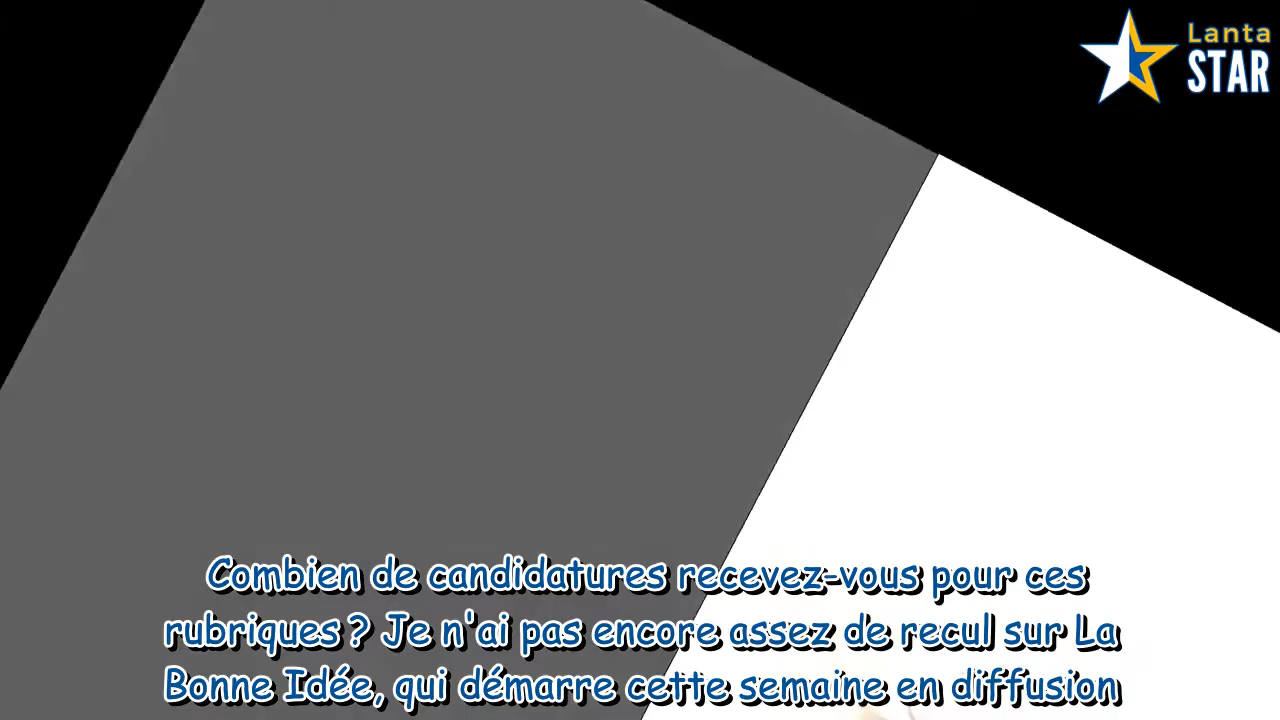 Lanta
STAR
Combien de candidatures recevez-vous pour ces
rubriques ? Je n'ai pas encore assez de recul sur La
Bonne Idée, qui démarre cette semaine en diffusion